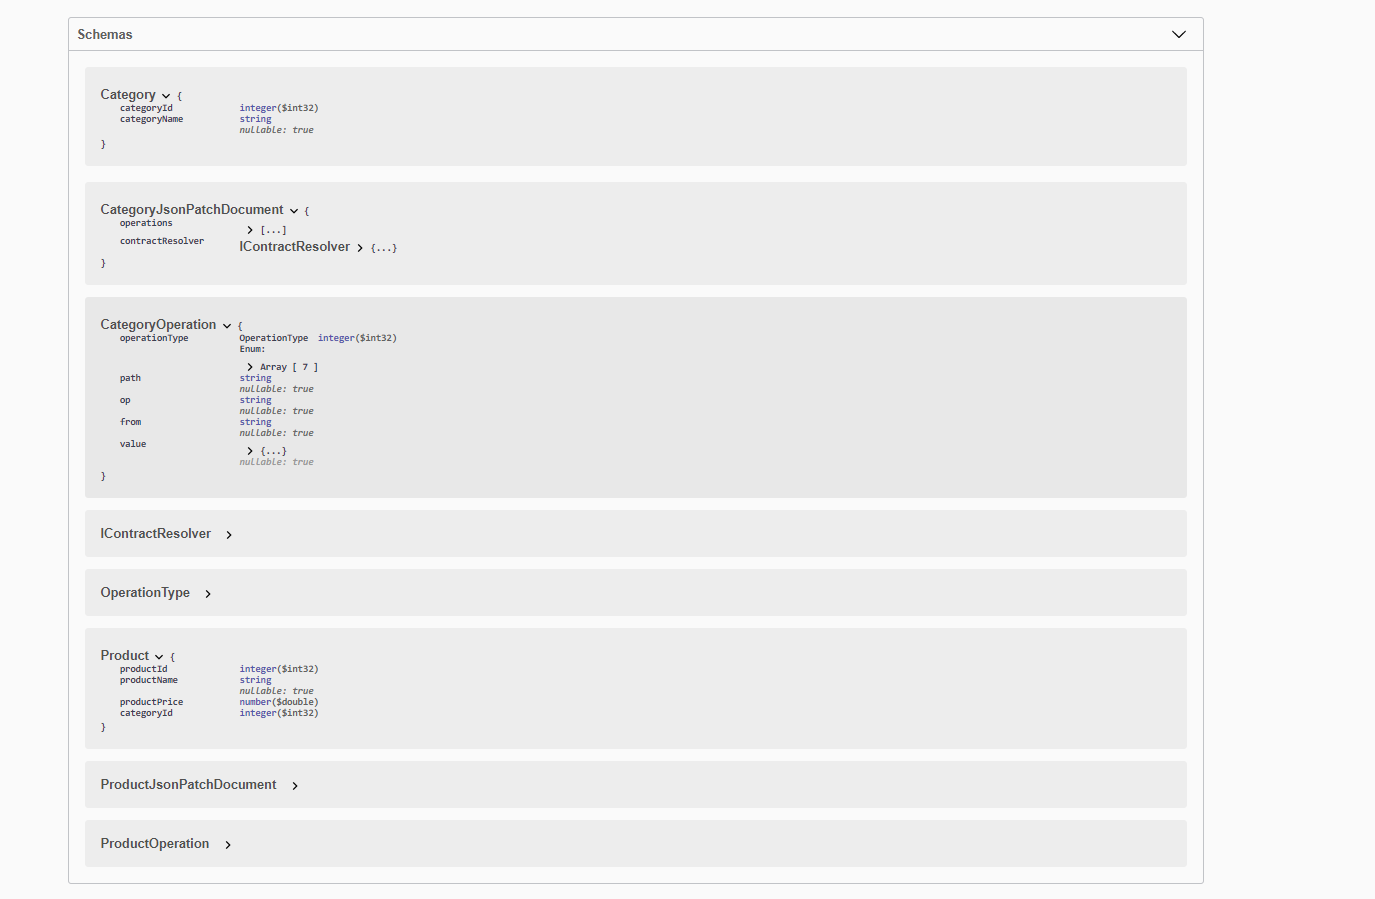 Schemas
Category {
categoryId integer($int32)
categoryName string
nullable: true
}
CategoryJsonPatchDocument {
operations [...]
contractResolver IContractResolver {...}
}
CategoryOperation {
operationType OperationType integer($int32)
Enum:
Array [ 7 ]
path string
nullable: true
op string
nullable: true
from string
nullable: true
value {...}
nullable: true
}
IContractResolver
OperationType
Product {
productId integer($int32)
productName string
nullable: true
productPrice number($double)
categoryId integer($int32)
}
ProductJsonPatchDocument
ProductOperation